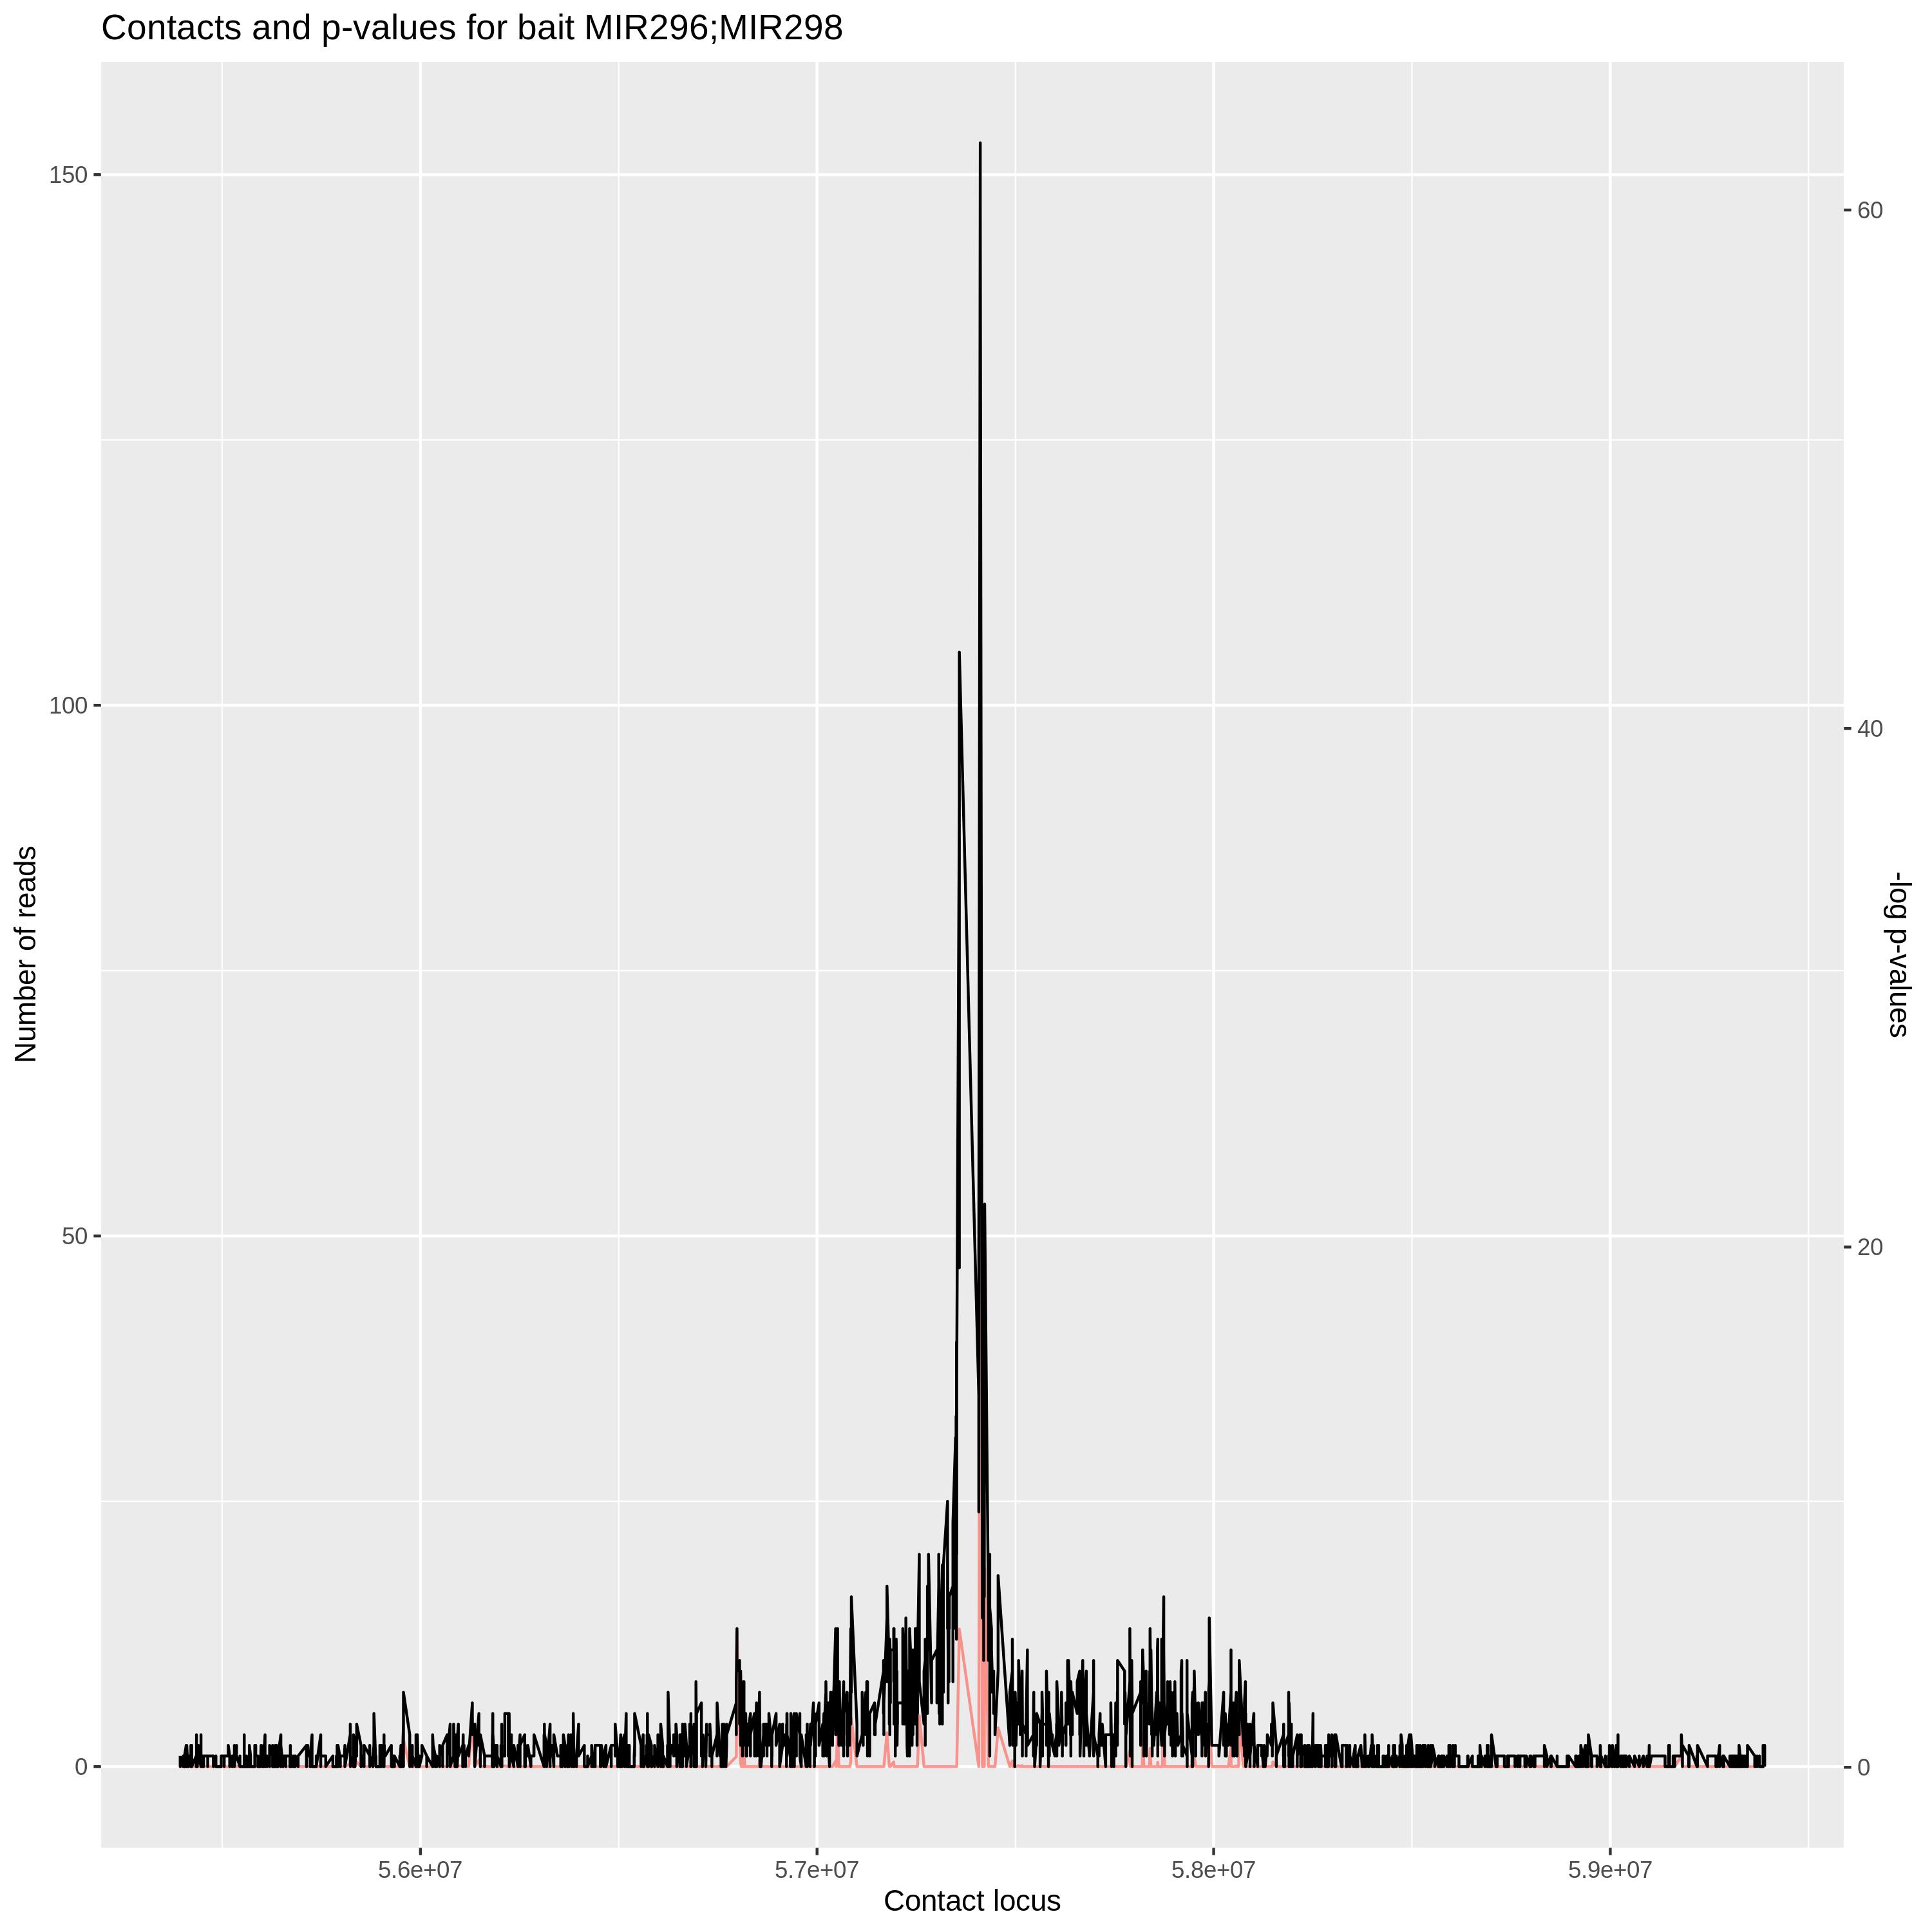 Contacts and p-values for bait MIR296;MIR298
150
100
50
0
Number of reads
60
40
20
0
-log p-values
5.6e+07
5.7e+07
5.8e+07
5.9e+07
Contact locus